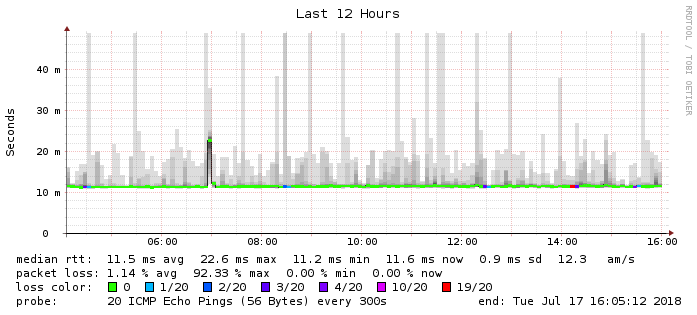 Last 12 Hours
RRDTOOL / TOBI OETIKER
Seconds
40 m
30 m
20 m
10 m
0
06:00 08:00 10:00 12:00 14:00 16:00
median rtt: 11.5 ms avg 22.6 ms max 11.2 ms min 11.6 ms now 0.9 ms sd 12.3 am/s
packet loss: 1.14 % avg 92.33 % max 0.00 % min 0.00 % now
loss color: 0 1/20 2/20 3/20 4/20 10/20 19/20
probe: 20 ICMP Echo Pings (56 Bytes) every 300s end: Tue Jul 17 16:05:12 2018